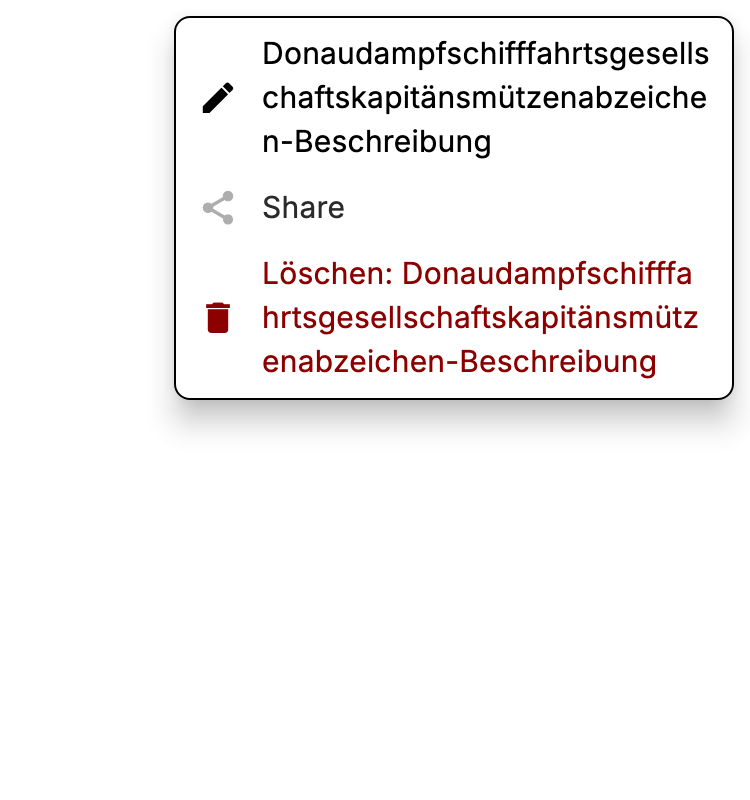 Donaudampfschifffahrtsgesells
chaftskapitänsmützenabzeiche
n-Beschreibung
Share
Löschen: Donaudampfschifffa
hrtsgesellschaftskapitänsmütz
enabzeichen-Beschreibung